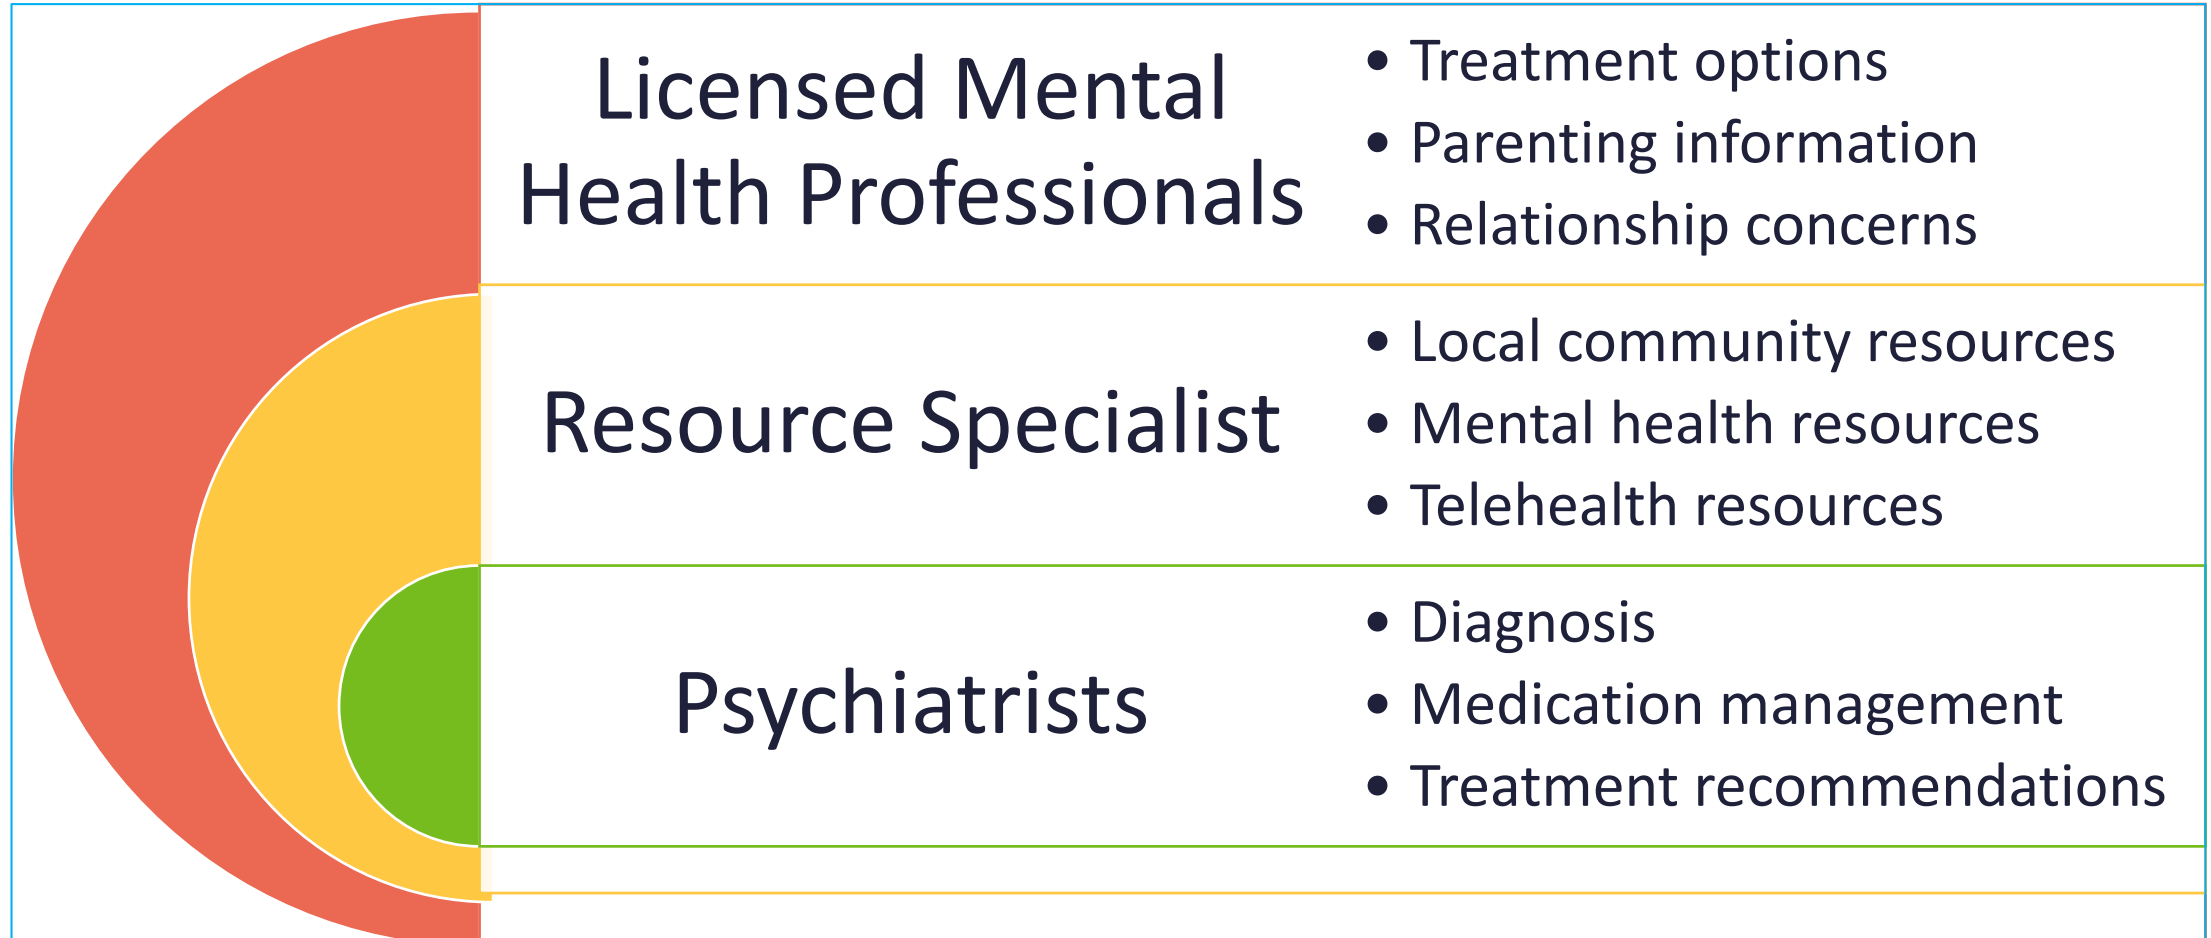 Licensed Mental
Health Professionals
• Treatment options
• Parenting information
• Relationship concerns
Resource Specialist
• Local community resources
• Mental health resources
• Telehealth resources
Psychiatrists
• Diagnosis
• Medication management
• Treatment recommendations